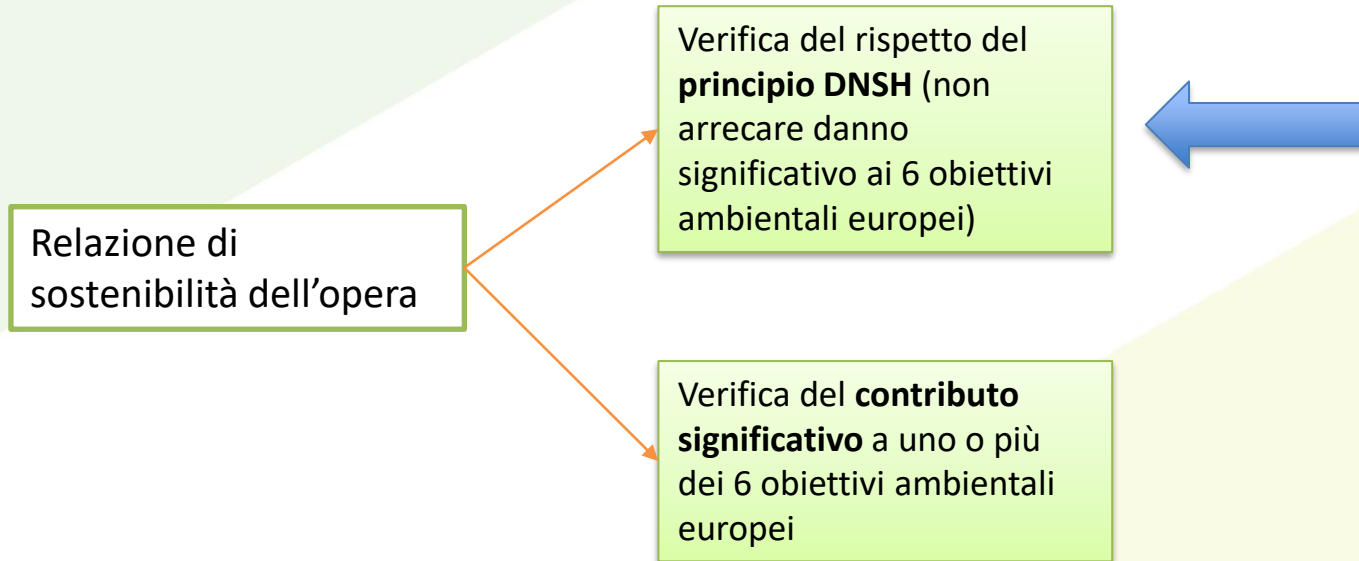 Verifica del rispetto del
principio DNSH (non
arrecare danno
significativo ai 6 obiettivi
ambientali europei)
Relazione di
sostenibilità dell’opera
Verifica del contributo
significativo a uno o più
dei 6 obiettivi ambientali
europei